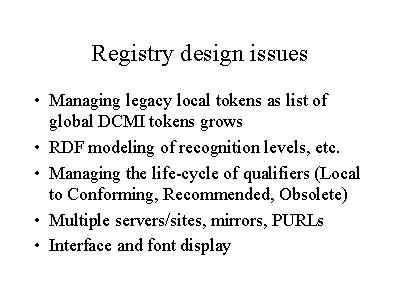 Registry design issues
• Managing legacy local tokens as list of
global DCMI tokens grows
• RDF modeling of recognition levels, etc.
• Managing the life-cycle of qualifiers (Local
to Conforming, Recommended, Obsolete)
• Multiple servers/sites, mirrors, PURLs
• Interface and font display